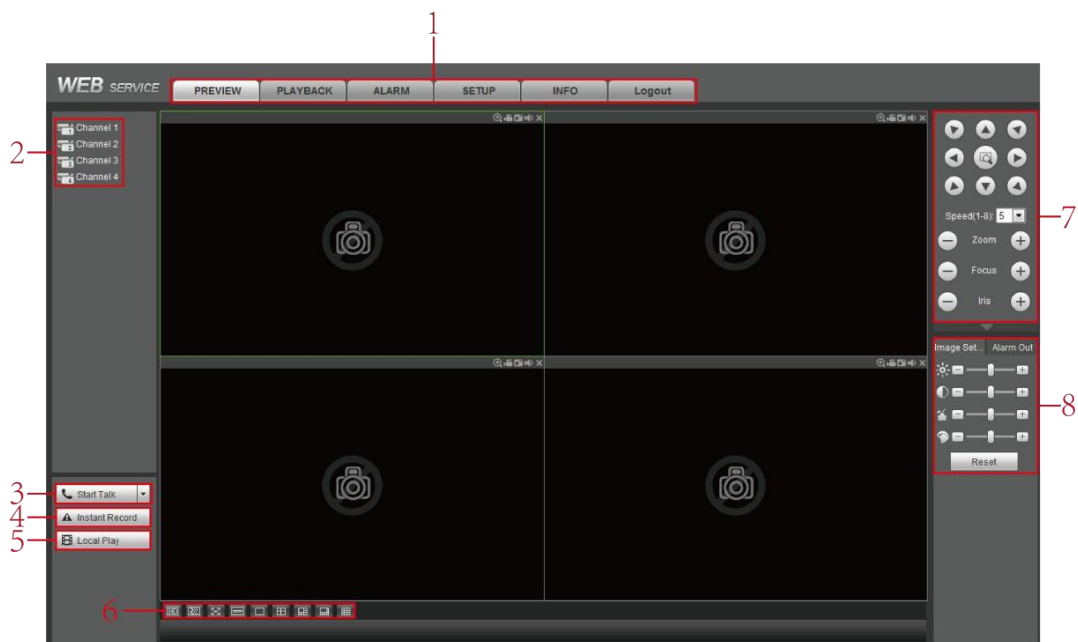 1
WEB SERVICE
PREVIEW PLAYBACK ALARM SETUP INFO Logout
2
Channel 1
Channel 2
Channel 3
Channel 4
Speed(1-8): 5
7
Zoom
Focus
Iris
Image Set... Alarm Out
8
Reset
3
Start Talk
4
Instant Record
5
Local Play
6